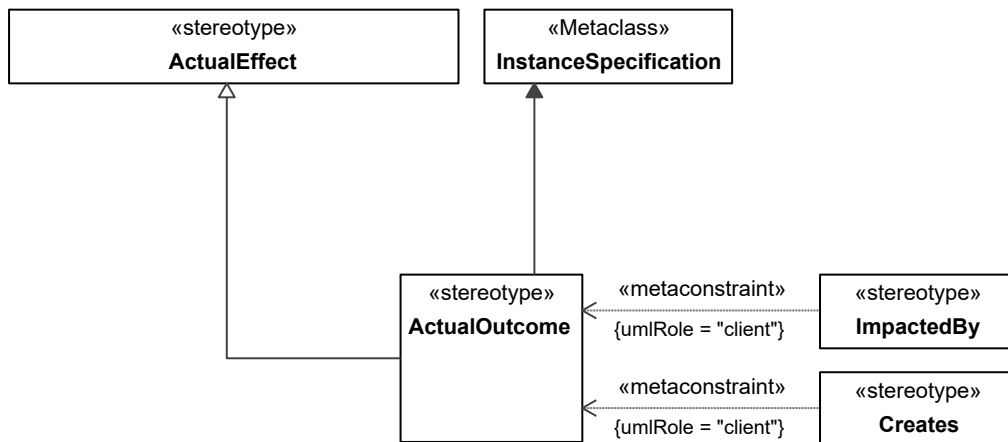 «stereotype»
ActualEffect
«Metaclass»
InstanceSpecification
«stereotype»
ActualOutcome
«metaconstraint»
{umlRole = "client"}
«stereotype»
ImpactedBy
«metaconstraint»
{umlRole = "client"}
«stereotype»
Creates